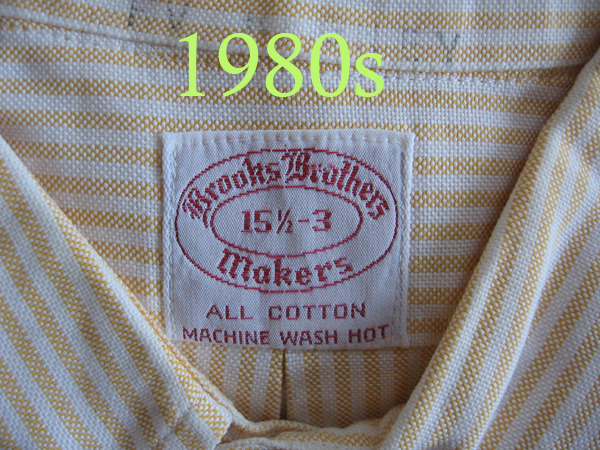 1980s
Brooks Brothers
15½-3
Makers
ALL COTTON
MACHINE WASH HOT